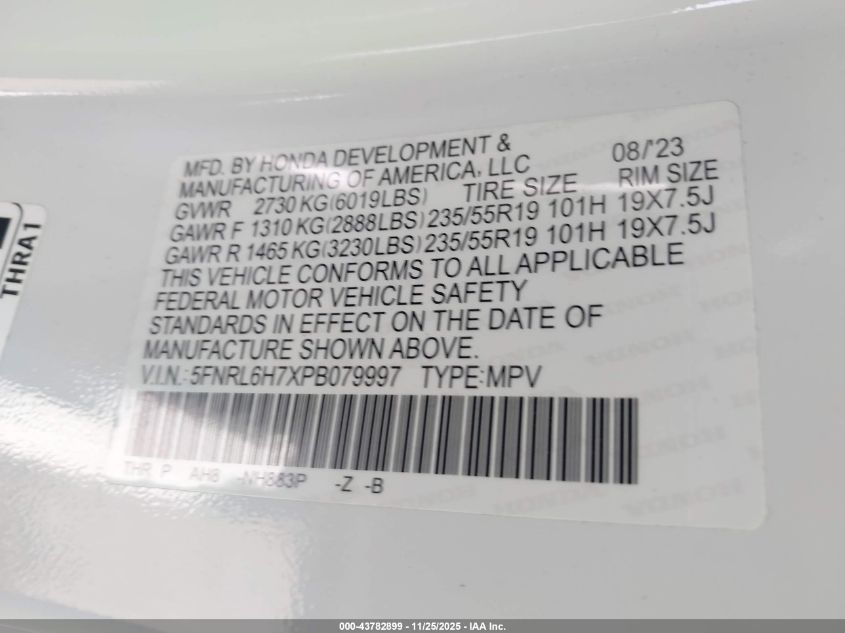 MFD. BY HONDA DEVELOPMENT &
MANUFACTURING OF AMERICA, LLC 08/'23
GVWR 2730 KG(6019LBS) TIRE SIZE RIM SIZE
GAWR F 1310 KG(2888LBS) 235/55R19 101H 19X7.5J
GAWR R 1465 KG(3230LBS) 235/55R19 101H 19X7.5J
THIS VEHICLE CONFORMS TO ALL APPLICABLE
FEDERAL MOTOR VEHICLE SAFETY
STANDARDS IN EFFECT ON THE DATE OF
MANUFACTURE SHOWN ABOVE.
V.I.N.: 5FNRL6H7XPB079997 TYPE:MPV
THR P AH8 -NH883P -Z -B
THRA1
000-43782899 - 11/25/2025 - IAA Inc.